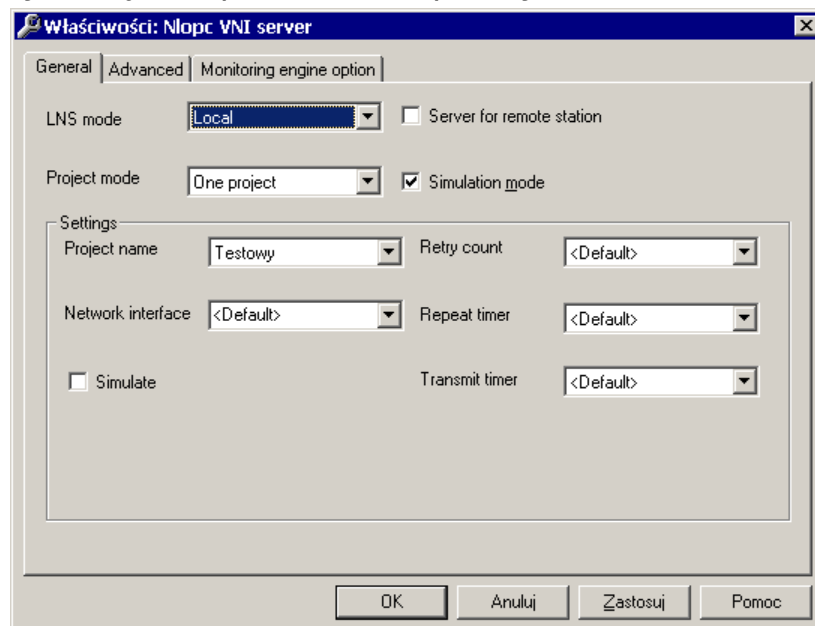 Właściwości: Nlopc VNI server
General Advanced Monitoring engine option
LNS mode Local Server for remote station
Project mode One project Simulation mode
Settings
Project name Testowy Retry count <Default>
Network interface <Default> Repeat timer <Default>
Simulate Transmit timer <Default>
OK Anuluj Zastosuj Pomoc